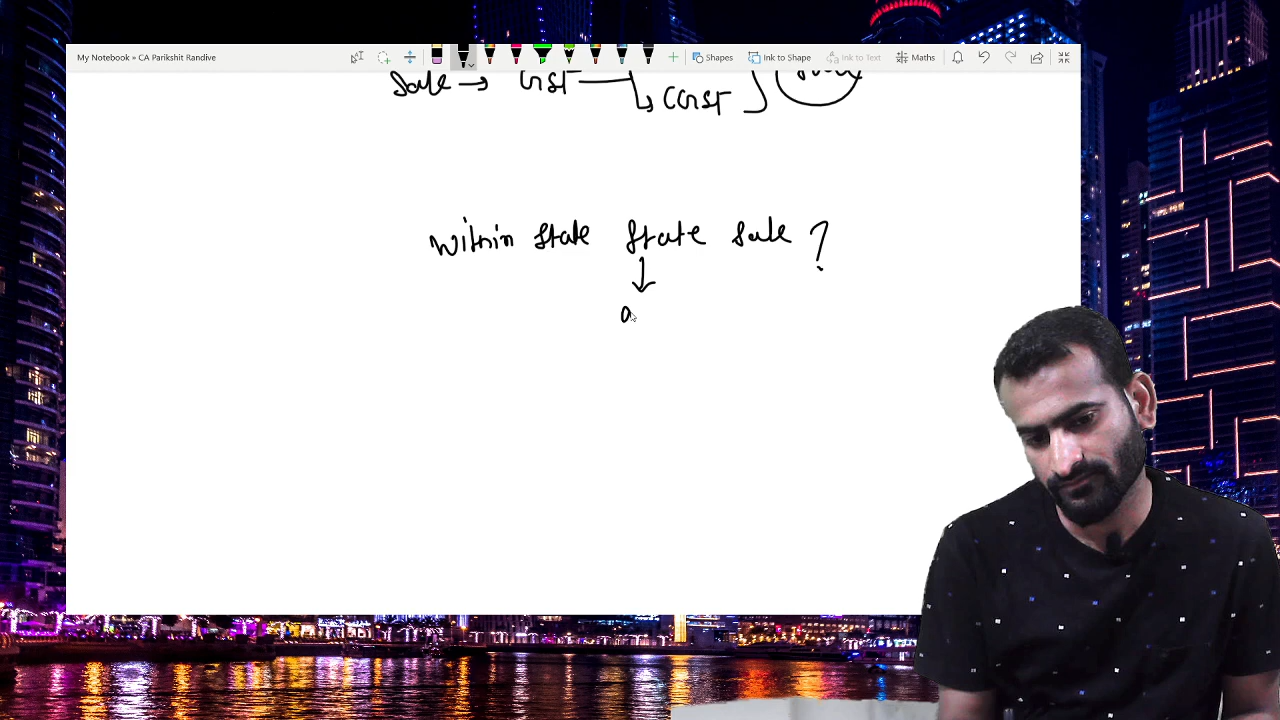 My Notebook » CA Parikshit Randive
Shapes
Ink to Shape
Ink to Text
Maths
Sale → GST
↳ CGST
Within State State Sale ?
↓
a